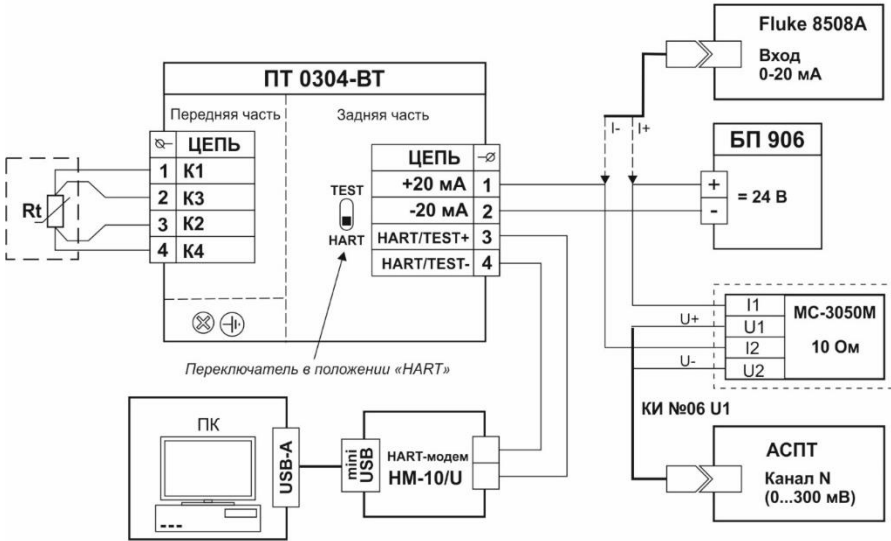 Fluke 8508A
Вход
0-20 мА
I-
I+
БП 906
+
= 24 В
-
ПТ 0304-ВТ
Передняя часть
Задняя часть
ЦЕПЬ
1 К1
2 К3
3 К2
4 К4
Rt
TEST
HART
ЦЕПЬ
+20 мА 1
-20 мА 2
HART/TEST+ 3
HART/TEST- 4
Переключатель в положении «HART»
I1
U1
I2
U2
МС-3050М
10 Ом
U+
U-
КИ №06 U1
АСПТ
Канал N
(0...300 мВ)
ПК
USB-A
mini
USB
HART-модем
НМ-10/U